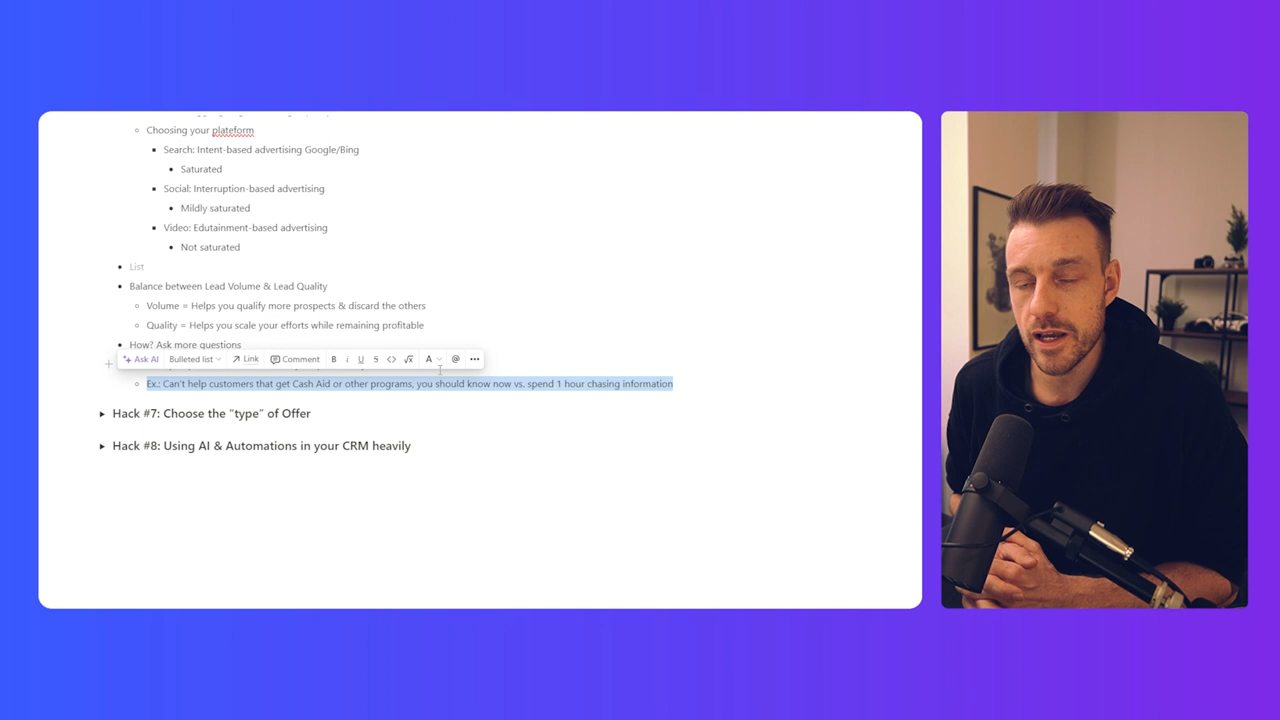 Choosing your plateform
Search: Intent-based advertising Google/Bing
Saturated
Social: Interruption-based advertising
Mildly saturated
Video: Edutainment-based advertising
Not saturated
List
Balance between Lead Volume & Lead Quality
Volume = Helps you qualify more prospects & discard the others
Quality = Helps you scale your efforts while remaining profitable
How? Ask more questions
Ask AI Bulleted list Link Comment B i U S <> √x A @ •••
Ex.: Can't help customers that get Cash Aid or other programs, you should know now vs. spend 1 hour chasing information
Hack #7: Choose the "type" of Offer
Hack #8: Using AI & Automations in your CRM heavily